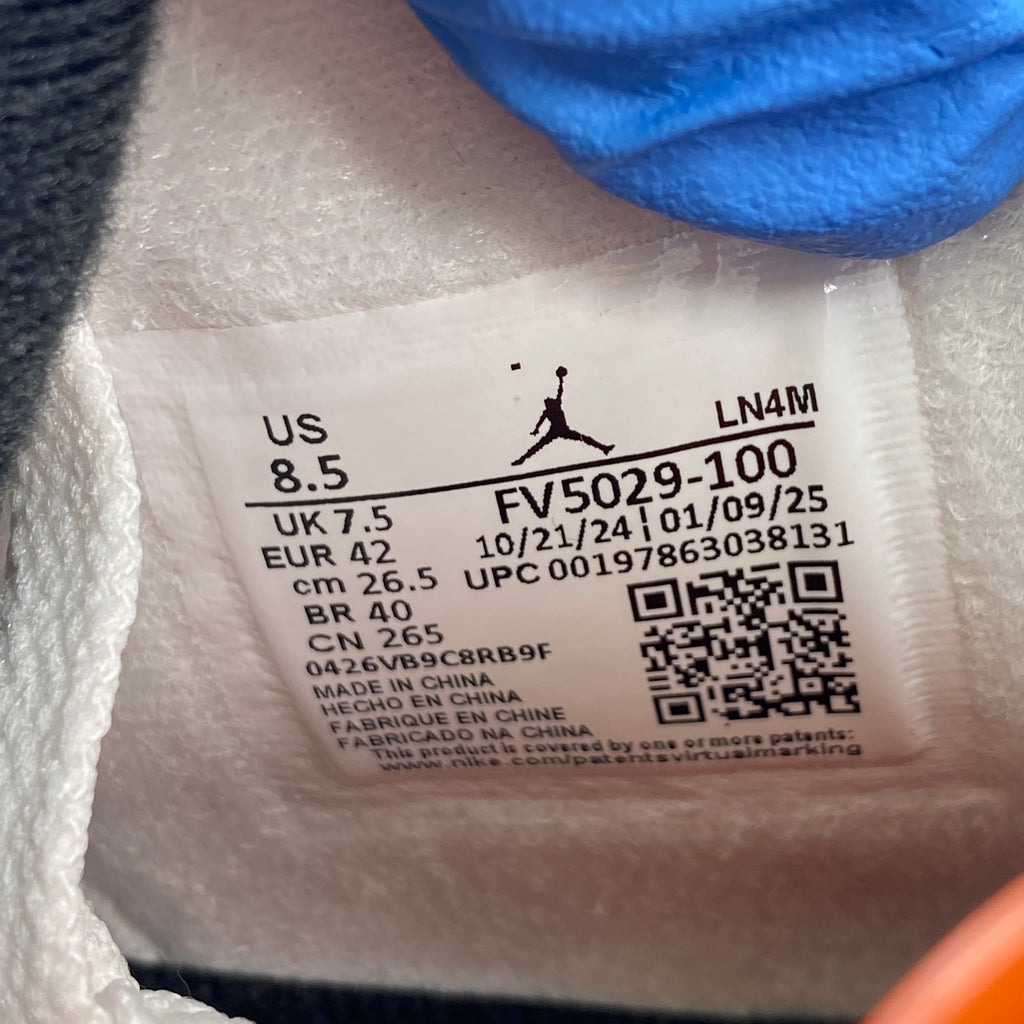 US
8.5
LN4M
FV5029-100
10/21/24 | 01/09/25
UPC 00197863038131
UK 7.5
EUR 42
cm 26.5
BR 40
CN 265
0426VB9C8RB9F
MADE IN CHINA
HECHO EN CHINA
FABRIQUE EN CHINE
FABRICADO NA CHINA
This product is covered by one or more patents:
www.nike.com/patentsvirtualmarking